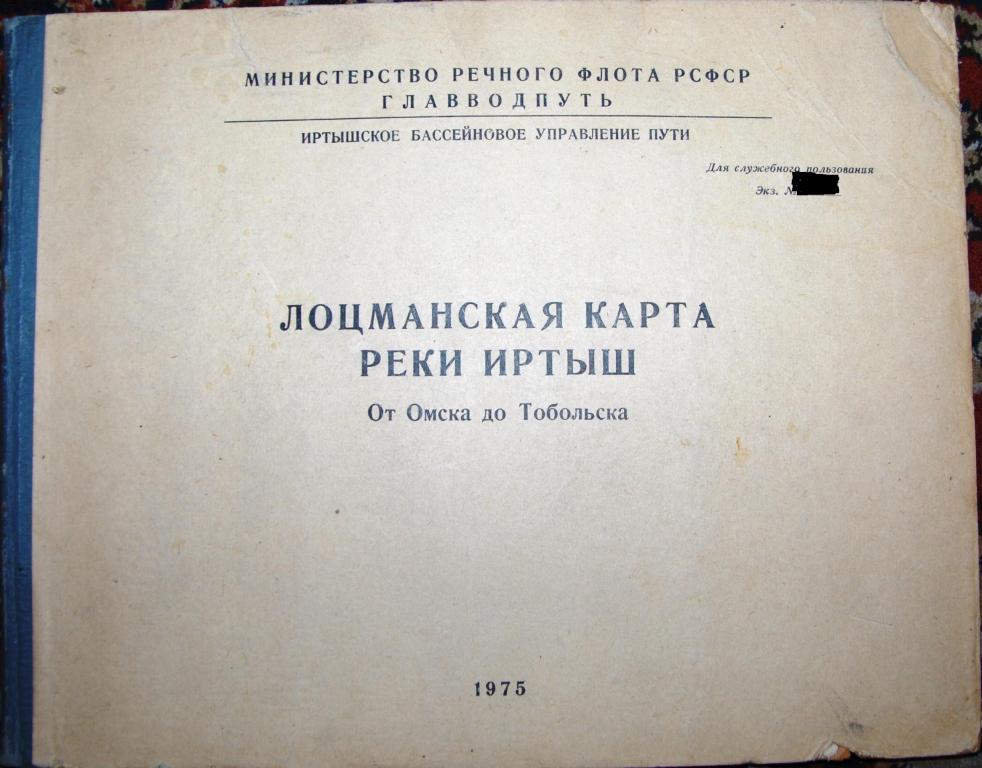 МИНИСТЕРСТВО РЕЧНОГО ФЛОТА РСФСР
ГЛАВВОДПУТЬ
ИРТЫШСКОЕ БАССЕЙНОВОЕ УПРАВЛЕНИЕ ПУТИ
Для служебного пользования
Экз. №
ЛОЦМАНСКАЯ КАРТА
РЕКИ ИРТЫШ
От Омска до Тобольска
1975